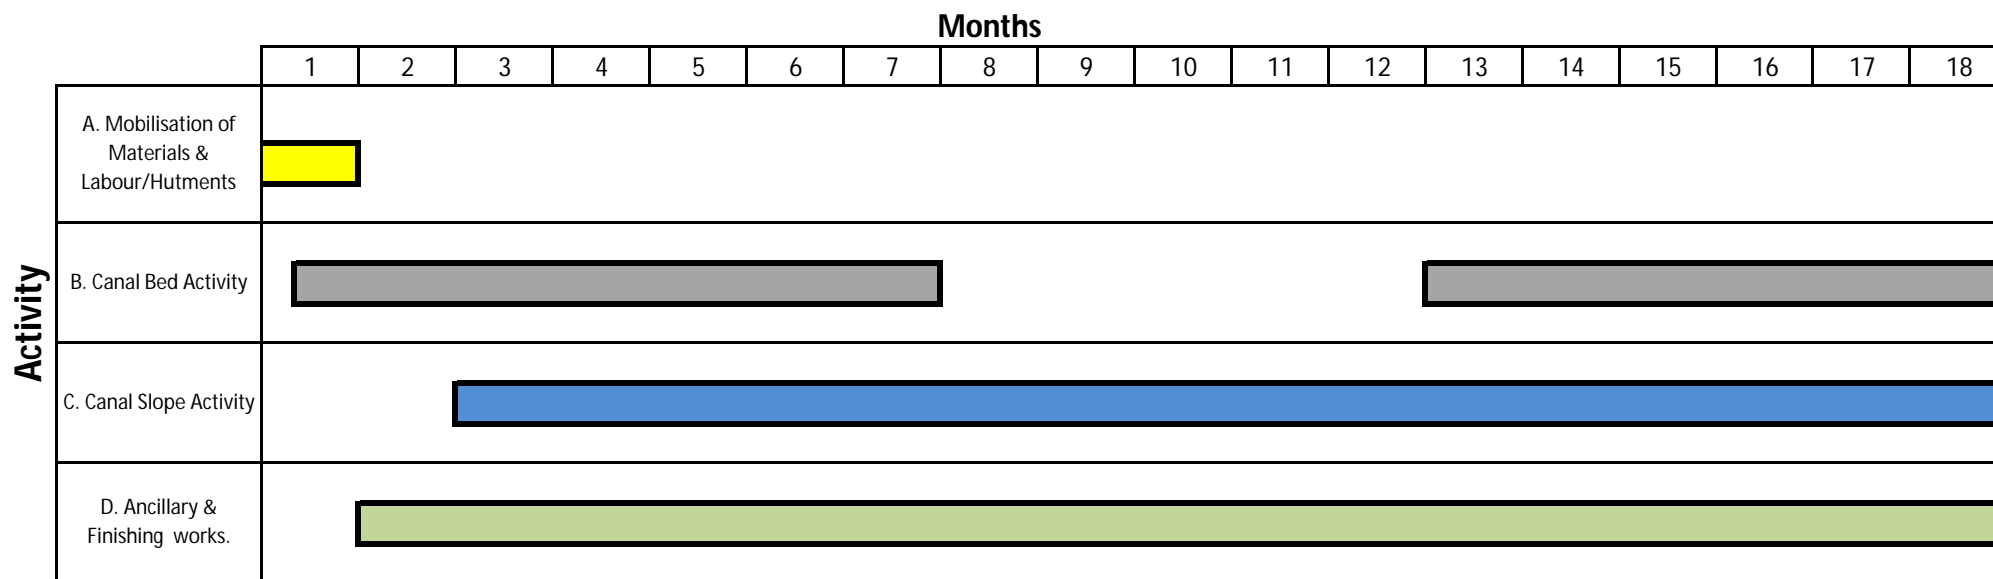 Months
1 2 3 4 5 6 7 8 9 10 11 12 13 14 15 16 17 18
Activity
A. Mobilisation of
Materials &
Labour/Hutments
B. Canal Bed Activity
C. Canal Slope Activity
D. Ancillary &
Finishing works.